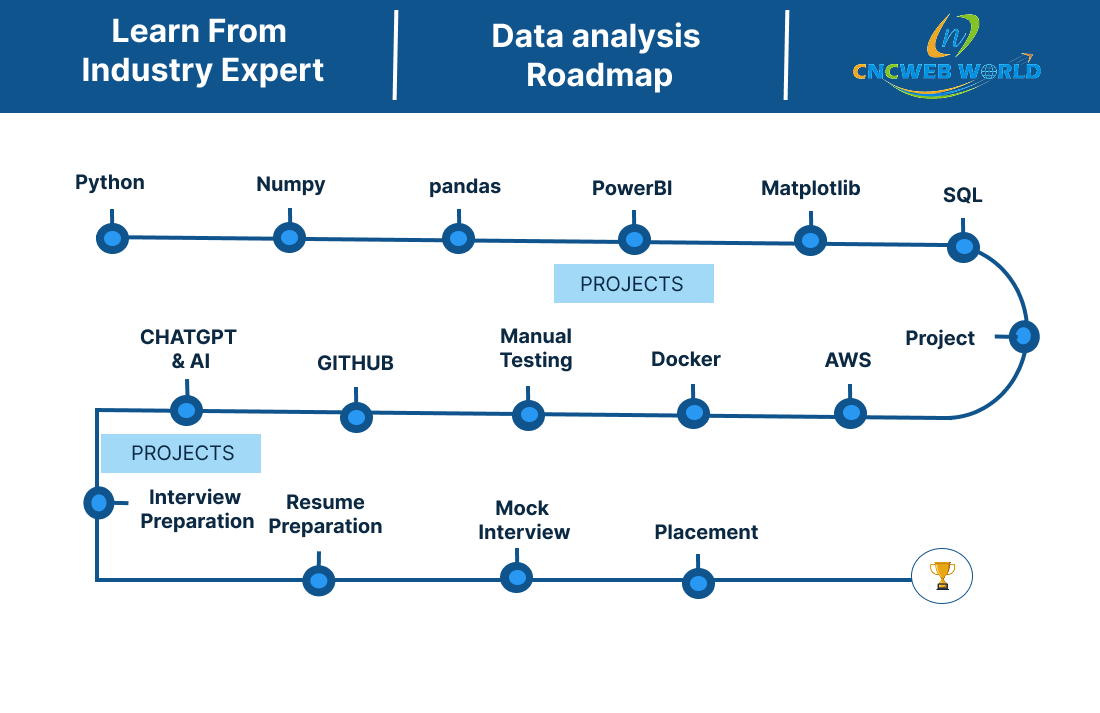 Learn From
Industry Expert
Data analysis
Roadmap
n
CNCWEB WORLD
Python
Numpy
pandas
PowerBI
Matplotlib
SQL
PROJECTS
Project
CHATGPT
& AI
GITHUB
Manual
Testing
Docker
AWS
PROJECTS
Interview
Preparation
Resume
Preparation
Mock
Interview
Placement